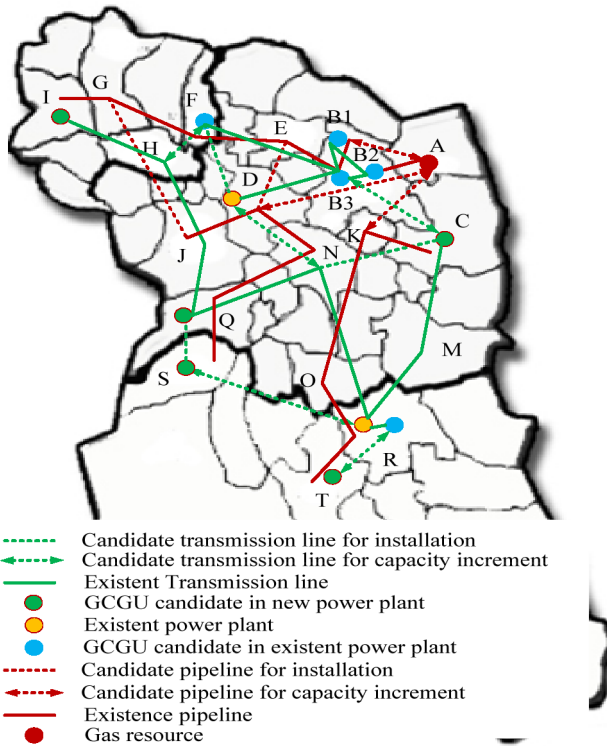 I
G
F
E
B1
A
H
B2
D
B3
C
K
N
J
Q
M
S
O
R
T
Candidate transmission line for installation
Candidate transmission line for capacity increment
Existent Transmission line
GCGU candidate in new power plant
Existent power plant
GCGU candidate in existent power plant
Candidate pipeline for installation
Candidate pipeline for capacity increment
Existence pipeline
Gas resource